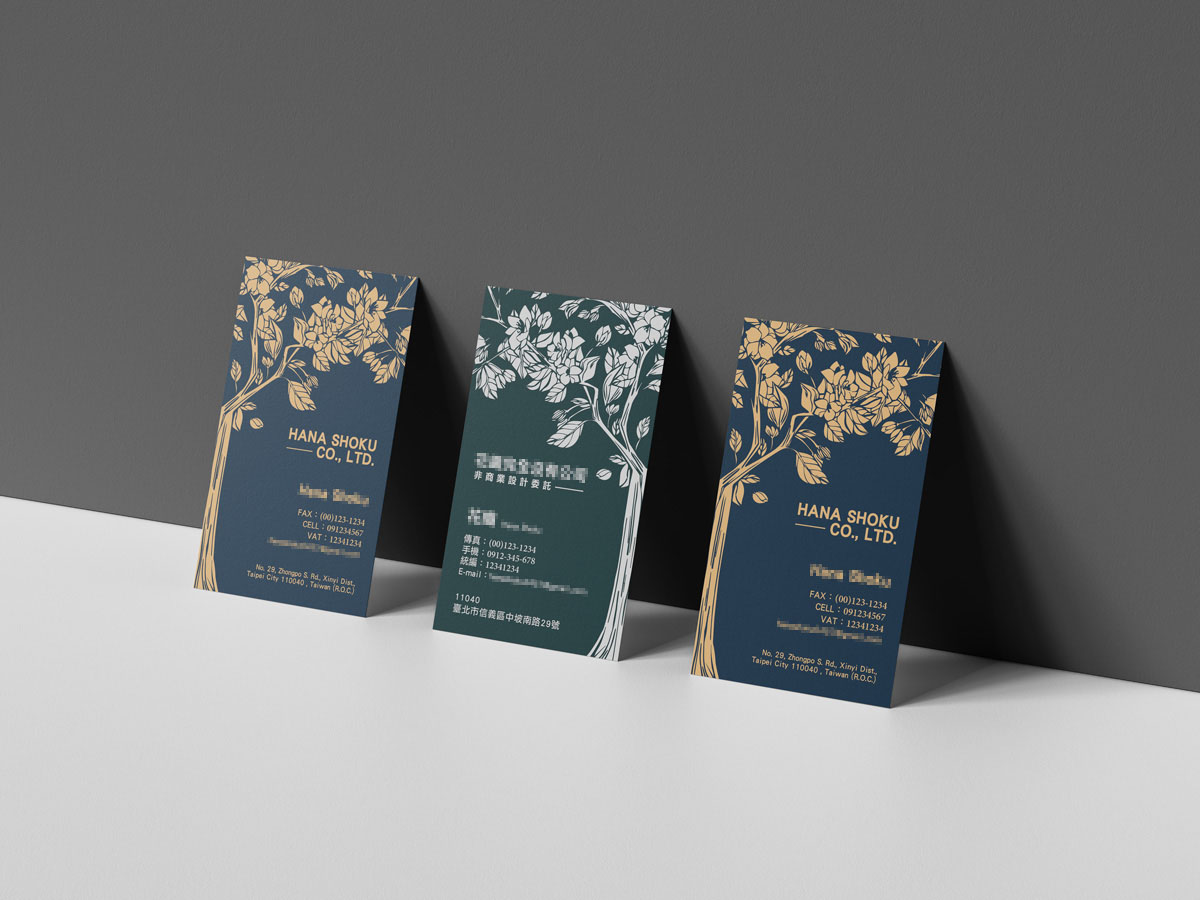 HANA SHOKU
CO., LTD.
FAX：(00)123-1234
CELL：091234567
VAT：12341234
No. 29, Zhongpo S. Rd., Xinyi Dist.,
Taipei City 110040 , Taiwan (R.O.C.)
非商業設計委託
傳真：(00)123-1234
手機：0912-345-678
統編：12341234
E-mail：
11040
臺北市信義區中坡南路29號
HANA SHOKU
CO., LTD.
FAX：(00)123-1234
CELL：091234567
VAT：12341234
No. 29, Zhongpo S. Rd., Xinyi Dist.,
Taipei City 110040 , Taiwan (R.O.C.)